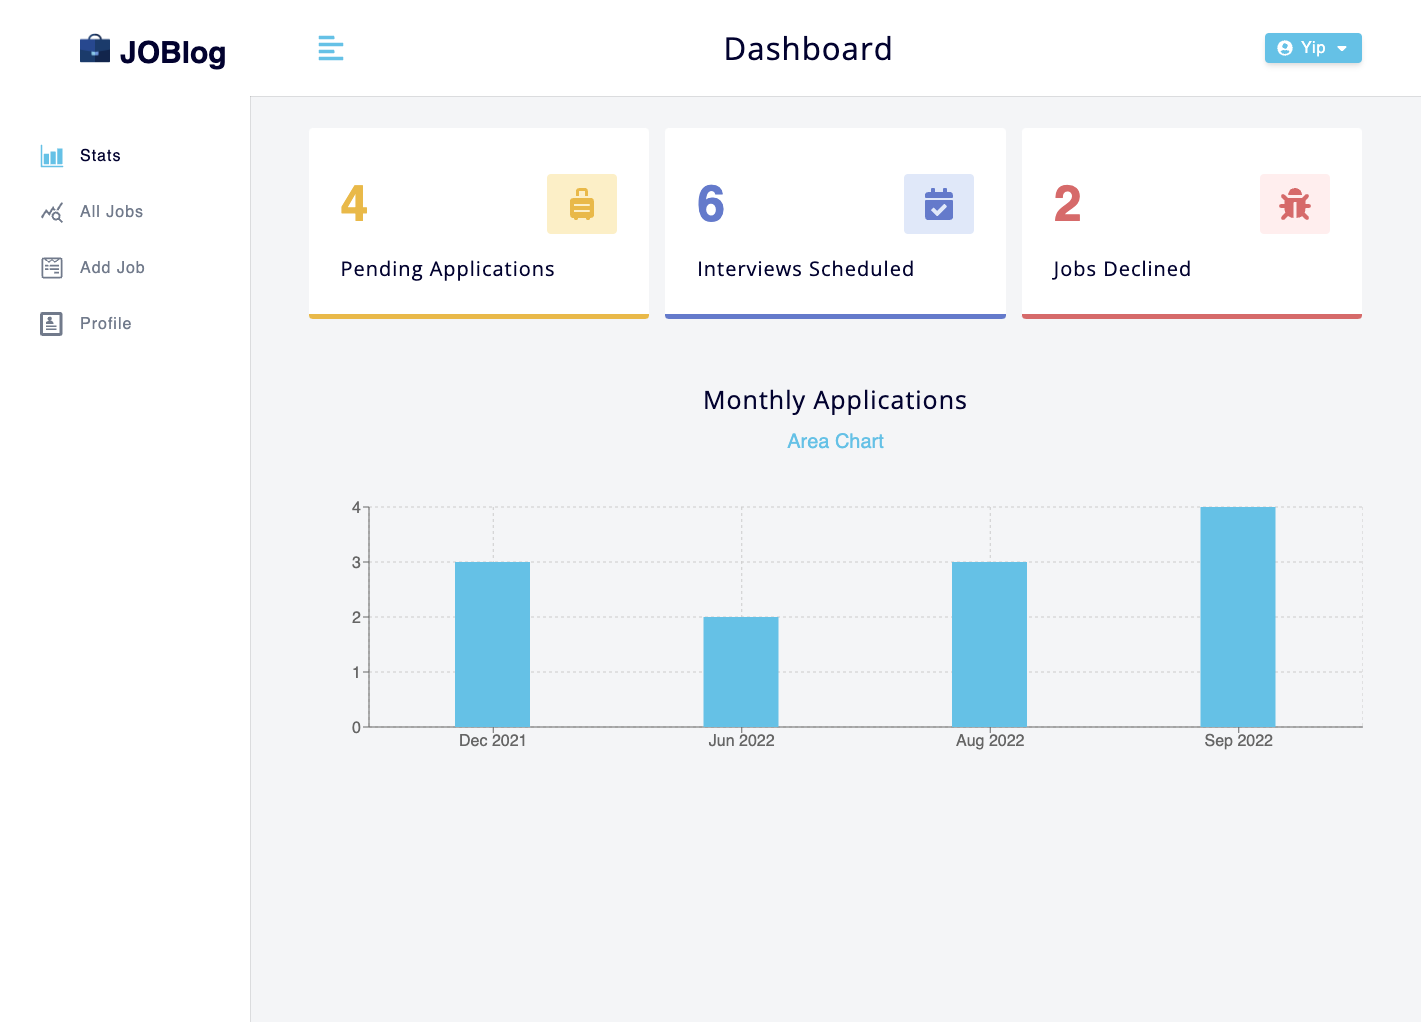 JOBlog
Dashboard
Yip
Stats
All Jobs
Add Job
Profile
4
Pending Applications
6
Interviews Scheduled
2
Jobs Declined
Monthly Applications
Area Chart
4
3
2
1
0
Dec 2021
Jun 2022
Aug 2022
Sep 2022